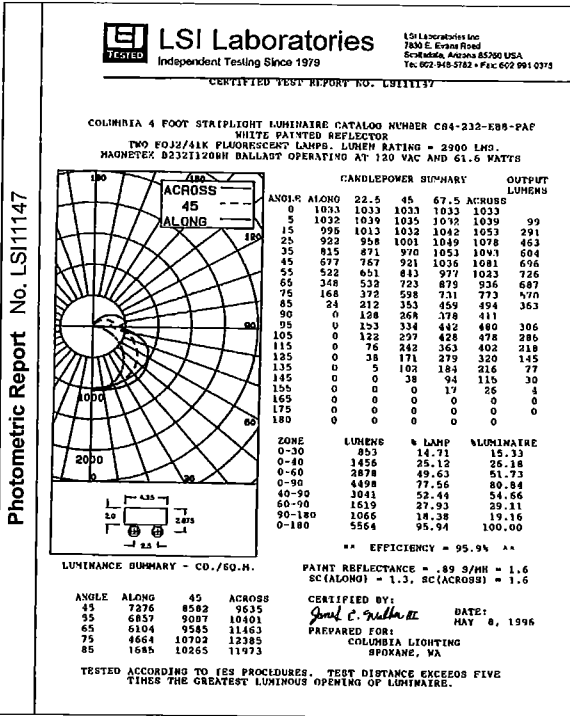 LSI Laboratories
TESTED
Independent Testing Since 1979
LSI Laboratories Inc
7830 E. Evans Road
Scottsdale, Arizona 85260 USA
Tel: 602-948-5782 • Fax: 602 991 0375
CERTIFIED TEST REPORT NO. LSI11147
COLUMBIA 4 FOOT STRIPLIGHT LUMINAIRE CATALOG NUMBER CS4-232-EB8-PAF
WHITE PAINTED REFLECTOR
TWO FO32/41K FLUORESCENT LAMPS. LUMEN RATING = 2900 LMS.
MAGNETEK B232I120RH BALLAST OPERATING AT 120 VAC AND 61.6 WATTS
Photometric Report No. LSI11147
180
150
ACROSS
45
ALONG
120
90
60
1000
2000
0
30
4.25
2.0
2.875
2.5
CANDLEPOWER SUMMARY OUTPUT
LUMENS
ANGLE ALONG 22.5 45 67.5 ACROSS
0 1033 1033 1033 1033 1033
5 1032 1039 1035 1032 1039 99
15 996 1013 1032 1042 1053 291
25 922 958 1001 1049 1078 463
35 815 871 970 1053 1093 604
45 677 767 921 1036 1081 696
55 522 651 843 977 1023 726
65 348 532 723 879 936 687
75 168 372 598 731 773 570
85 24 212 353 459 494 363
90 0 128 268 378 411
95 0 153 334 442 480 306
105 0 122 297 428 478 286
115 0 76 242 363 402 218
125 0 38 171 279 320 145
135 0 5 102 184 216 77
145 0 0 38 94 115 30
155 0 0 0 17 26 4
165 0 0 0 0 0 0
175 0 0 0 0 0 0
180 0 0 0 0 0
ZONE LUMENS % LAMP %LUMINAIRE
0-30 853 14.71 15.33
0-40 1456 25.12 26.18
0-60 2878 49.63 51.73
0-90 4498 77.56 80.84
40-90 3041 52.44 54.66
60-90 1619 27.93 29.11
90-180 1066 18.38 19.16
0-180 5564 95.94 100.00
** EFFICIENCY = 95.9% **
LUMINANCE SUMMARY - CD./SQ.M.
ANGLE ALONG 45 ACROSS
45 7276 8582 9635
55 6857 9087 10401
65 6104 9585 11463
75 4664 10702 12385
85 1685 10265 11973
PAINT REFLECTANCE = .89 S/MH = 1.6
SC(ALONG) = 1.3, SC(ACROSS) = 1.6
CERTIFIED BY:
DATE:
MAY 8, 1996
PREPARED FOR:
COLUMBIA LIGHTING
SPOKANE, WA
TESTED ACCORDING TO IES PROCEDURES. TEST DISTANCE EXCEEDS FIVE
TIMES THE GREATEST LUMINOUS OPENING OF LUMINAIRE.